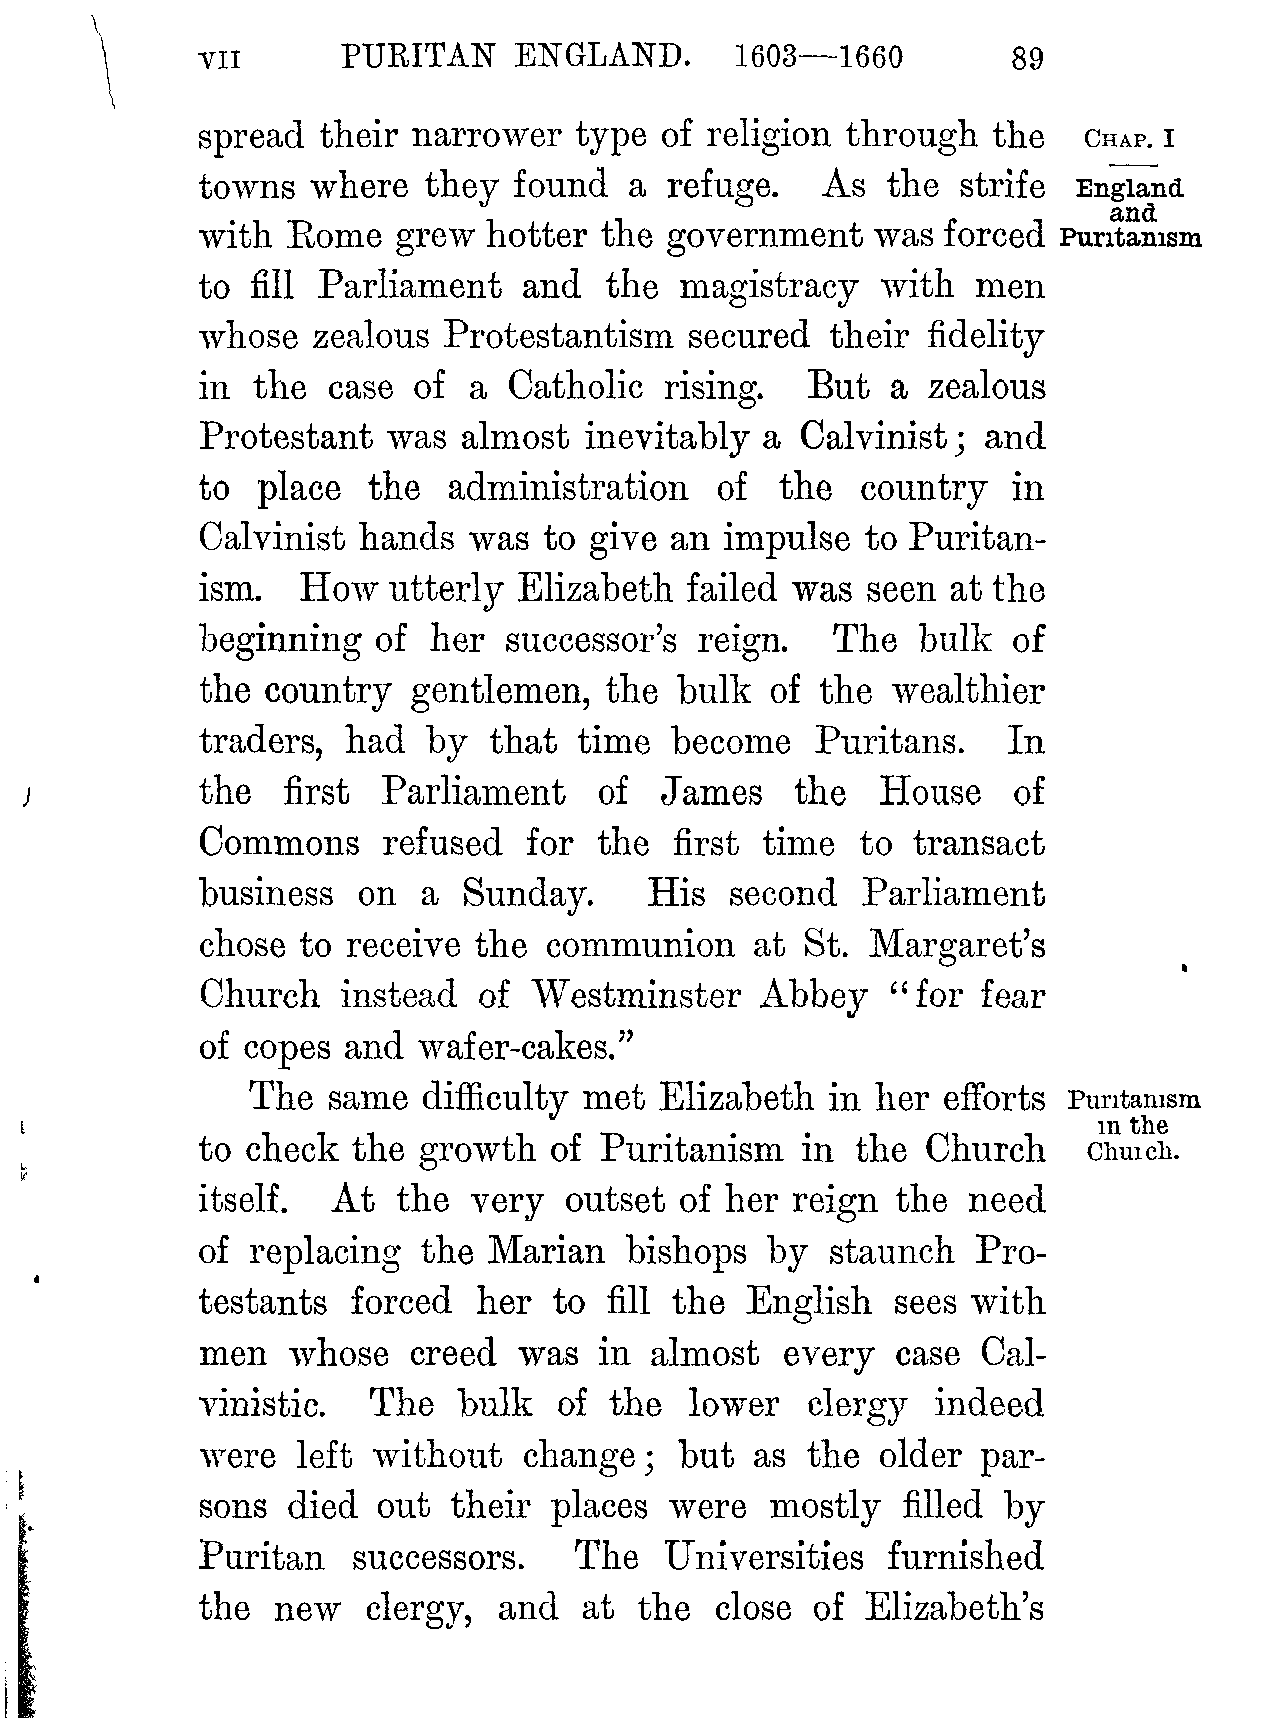 VII PURITAN ENGLAND. 1603—1660 89
spread their narrower type of religion through the
towns where they found a refuge. As the strife
with Rome grew hotter the government was forced
to fill Parliament and the magistracy with men
whose zealous Protestantism secured their fidelity
in the case of a Catholic rising. But a zealous
Protestant was almost inevitably a Calvinist; and
to place the administration of the country in
Calvinist hands was to give an impulse to Puritan-
ism. How utterly Elizabeth failed was seen at the
beginning of her successor's reign. The bulk of
the country gentlemen, the bulk of the wealthier
traders, had by that time become Puritans. In
the first Parliament of James the House of
Commons refused for the first time to transact
business on a Sunday. His second Parliament
chose to receive the communion at St. Margaret's
Church instead of Westminster Abbey "for fear
of copes and wafer-cakes."
The same difficulty met Elizabeth in her efforts
to check the growth of Puritanism in the Church
itself. At the very outset of her reign the need
of replacing the Marian bishops by staunch Pro-
testants forced her to fill the English sees with
men whose creed was in almost every case Cal-
vinistic. The bulk of the lower clergy indeed
were left without change; but as the older par-
sons died out their places were mostly filled by
Puritan successors. The Universities furnished
the new clergy, and at the close of Elizabeth's
CHAP. I
England
and
Puritanism
Puritanism
in the
Church.